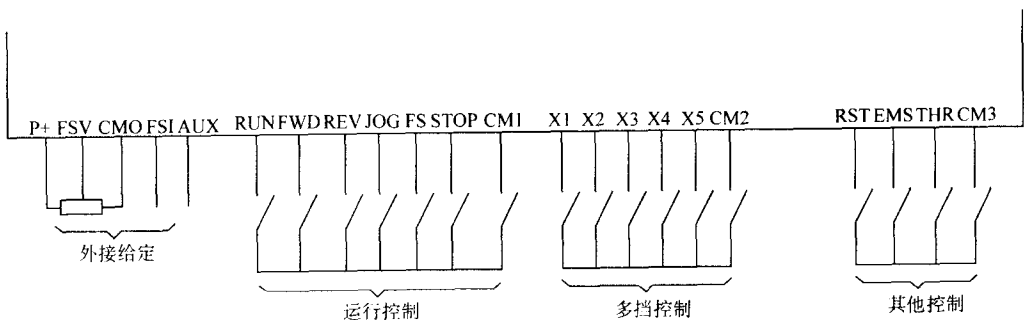 P+ FSV CMO FSI AUX RUN FWD REV JOG FS STOP CM1 X1 X2 X3 X4 X5 CM2 RST EMS THR CM3
外接给定
运行控制
多挡控制
其他控制